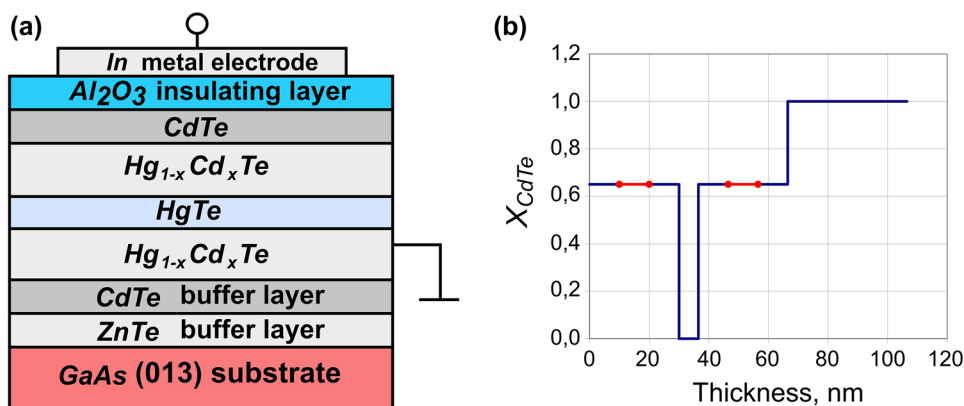 (a)
In metal electrode
Al2O3 insulating layer
CdTe
Hg1-xCdxTe
HgTe
Hg1-xCdxTe
CdTe buffer layer
ZnTe buffer layer
GaAs (013) substrate
(b)
XCdTe
1,2
1,0
0,8
0,6
0,4
0,2
0,0
0 20 40 60 80 100 120
Thickness, nm